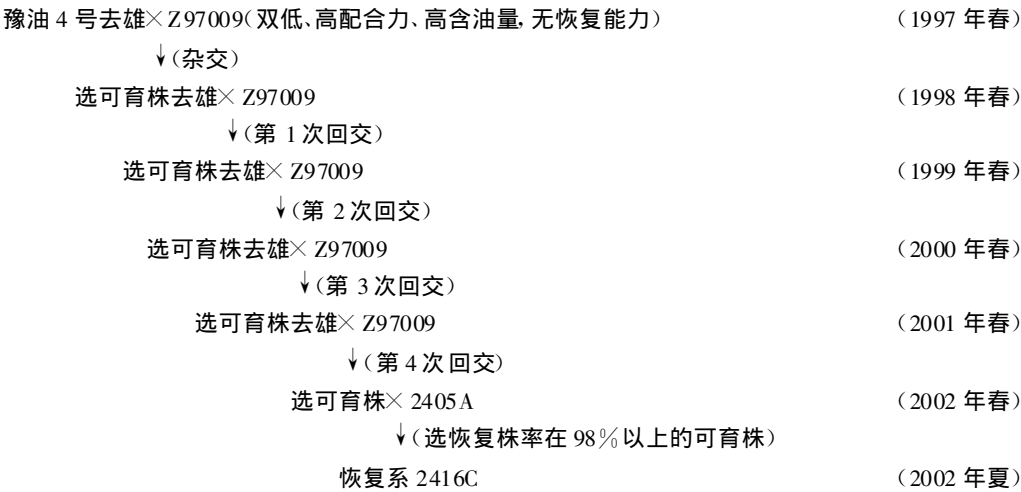 豫油 4 号去雄× Z97009(双低、高配合力、高含油量, 无恢复能力) (1997 年春)
↓(杂交)
选可育株去雄× Z97009 (1998 年春)
↓(第 1 次回交)
选可育株去雄× Z97009 (1999 年春)
↓(第 2 次回交)
选可育株去雄× Z97009 (2000 年春)
↓(第 3 次回交)
选可育株去雄× Z97009 (2001 年春)
↓(第 4 次回交)
选可育株× 2405A (2002 年春)
↓(选恢复株率在 98%以上的可育株)
恢复系 2416C (2002 年夏)